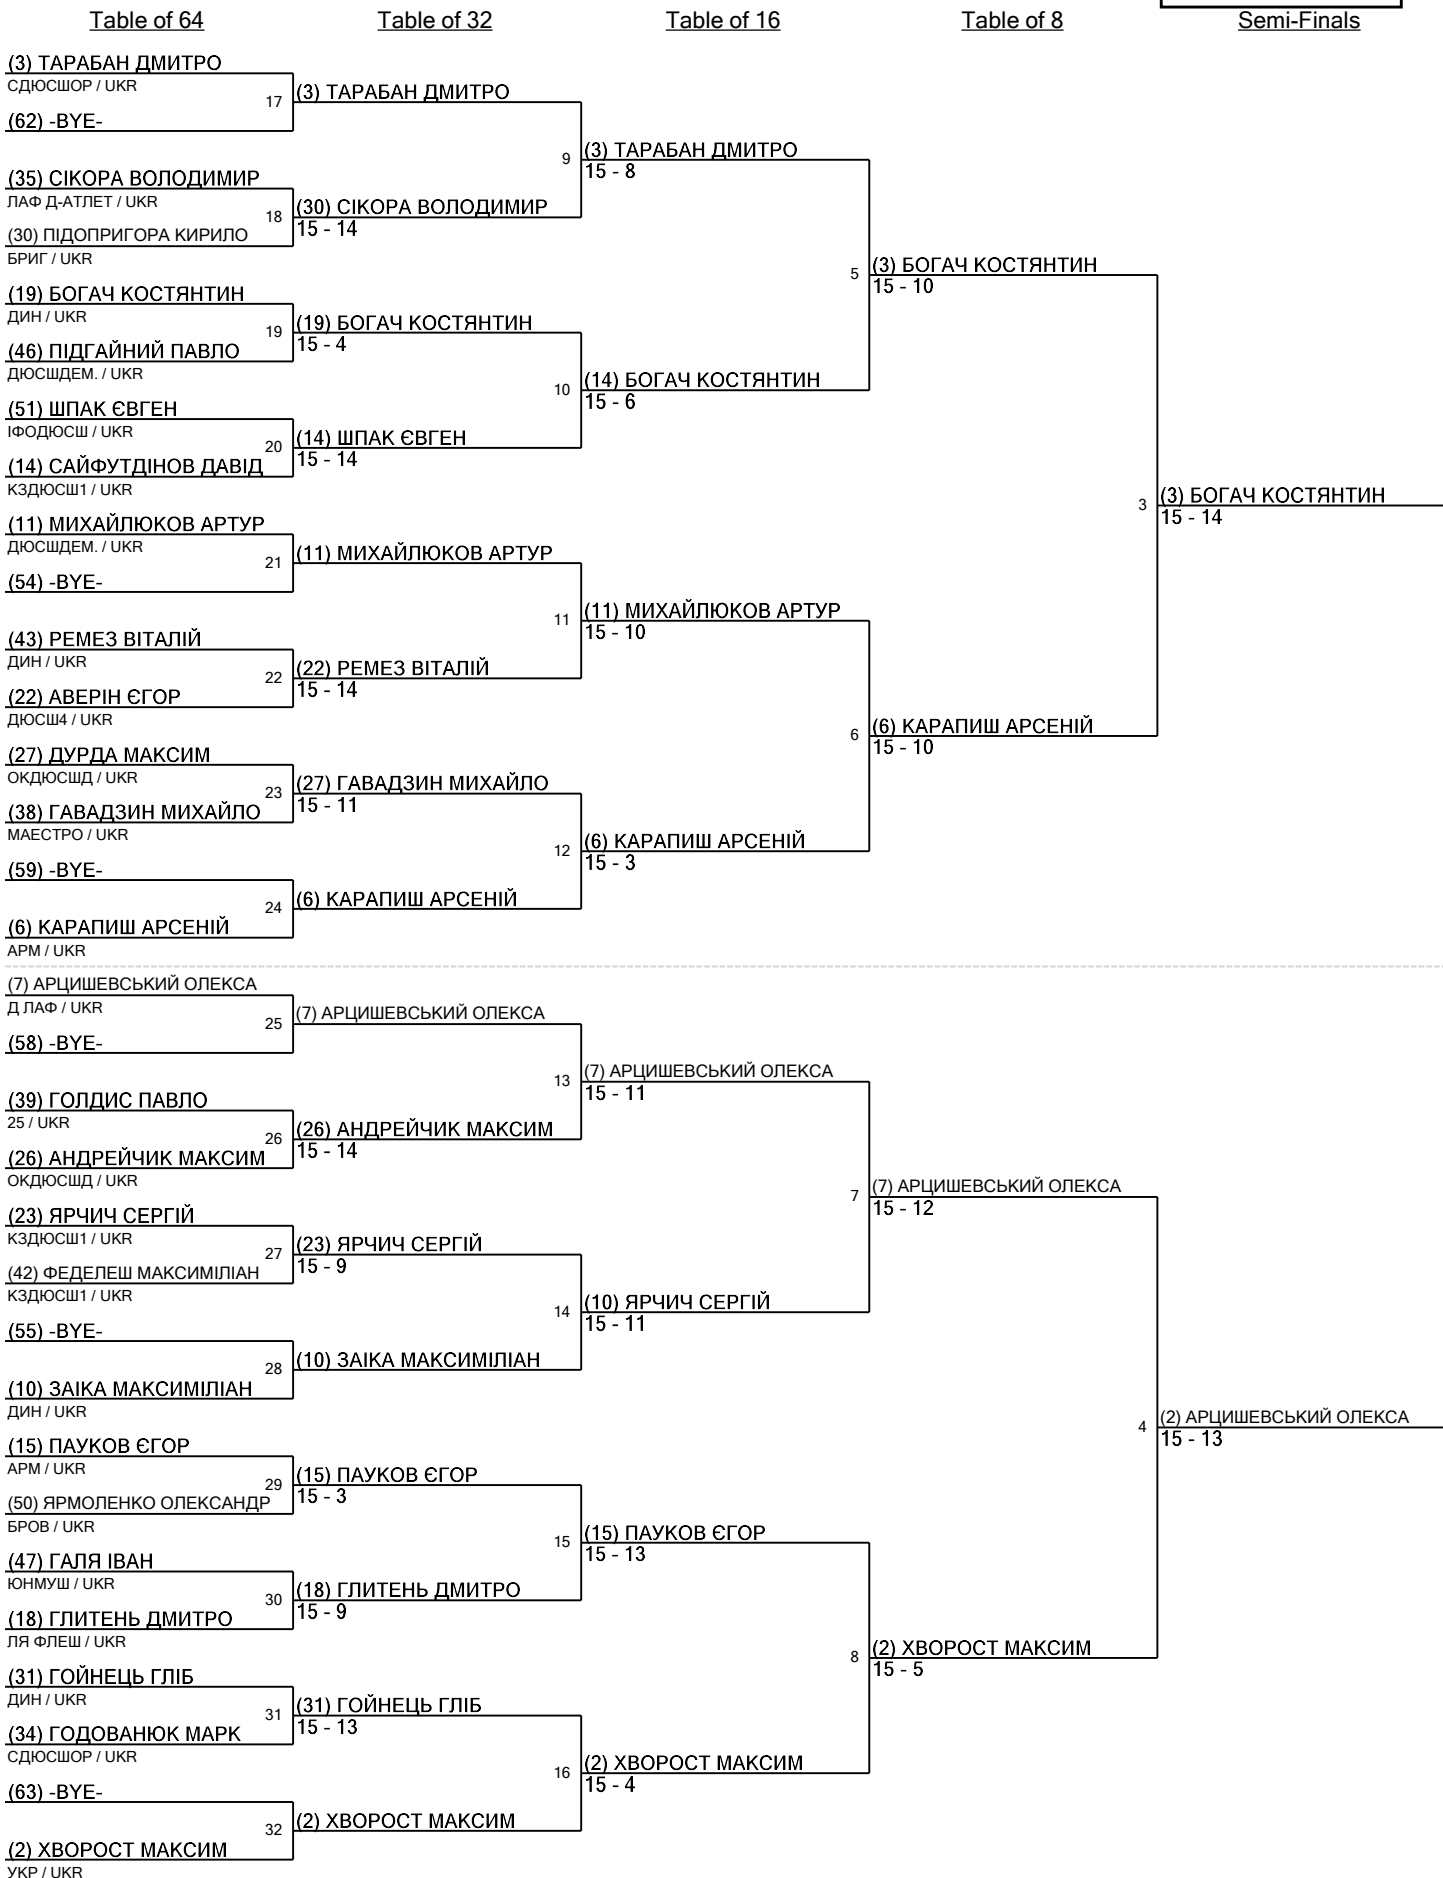 Table of 64
Table of 32
Table of 16
Table of 8
Semi-Finals
(3) ТАРАБАН ДМИТРО
СДЮСШОР / UKR
17
(62) -BYE-
(35) СІКОРА ВОЛОДИМИР
ЛАФ Д-АТЛЕТ / UKR
18
(30) ПІДОПРИГОРА КИРИЛО
БРИГ / UKR
(19) БОГАЧ КОСТЯНТИН
ДИН / UKR
19
(46) ПІДГАЙНИЙ ПАВЛО
ДЮСШДЕМ. / UKR
(51) ШПАК ЄВГЕН
ІФОДЮСШ / UKR
20
(14) САЙФУТДІНОВ ДАВІД
КЗДЮСШ1 / UKR
(11) МИХАЙЛЮКОВ АРТУР
ДЮСШДЕМ. / UKR
21
(54) -BYE-
(43) РЕМЕЗ ВІТАЛІЙ
ДИН / UKR
22
(22) АВЕРІН ЄГОР
ДЮСШ4 / UKR
(27) ДУРДА МАКСИМ
ОКДЮСШД / UKR
23
(38) ГАВАДЗИН МИХАЙЛО
МАЕСТРО / UKR
(59) -BYE-
24
(6) КАРАПИШ АРСЕНІЙ
АРМ / UKR
(7) АРЦИШЕВСЬКИЙ ОЛЕКСА
Д ЛАФ / UKR
25
(58) -BYE-
(39) ГОЛДИС ПАВЛО
25 / UKR
26
(26) АНДРЕЙЧИК МАКСИМ
ОКДЮСШД / UKR
(23) ЯРЧИЧ СЕРГІЙ
КЗДЮСШ1 / UKR
27
(42) ФЕДЕЛЕШ МАКСИМІЛІАН
КЗДЮСШ1 / UKR
(55) -BYE-
28
(10) ЗАІКА МАКСИМІЛІАН
ДИН / UKR
(15) ПАУКОВ ЄГОР
АРМ / UKR
29
(50) ЯРМОЛЕНКО ОЛЕКСАНДР
БРОВ / UKR
(47) ГАЛЯ ІВАН
ЮНМУШ / UKR
30
(18) ГЛИТЕНЬ ДМИТРО
ЛЯ ФЛЕШ / UKR
(31) ГОЙНЕЦЬ ГЛІБ
ДИН / UKR
31
(34) ГОДОВАНЮК МАРК
СДЮСШОР / UKR
(63) -BYE-
32
(2) ХВОРОСТ МАКСИМ
УКР / UKR
(3) ТАРАБАН ДМИТРО
9
(30) СІКОРА ВОЛОДИМИР
15 - 14
(19) БОГАЧ КОСТЯНТИН
15 - 4
10
(14) ШПАК ЄВГЕН
15 - 14
(11) МИХАЙЛЮКОВ АРТУР
11
(22) РЕМЕЗ ВІТАЛІЙ
15 - 14
(27) ГАВАДЗИН МИХАЙЛО
15 - 11
12
(6) КАРАПИШ АРСЕНІЙ
(7) АРЦИШЕВСЬКИЙ ОЛЕКСА
13
(26) АНДРЕЙЧИК МАКСИМ
15 - 14
(23) ЯРЧИЧ СЕРГІЙ
15 - 9
14
(10) ЗАІКА МАКСИМІЛІАН
(15) ПАУКОВ ЄГОР
15 - 3
15
(18) ГЛИТЕНЬ ДМИТРО
15 - 9
(31) ГОЙНЕЦЬ ГЛІБ
15 - 13
16
(2) ХВОРОСТ МАКСИМ
(3) ТАРАБАН ДМИТРО
15 - 8
5
(14) БОГАЧ КОСТЯНТИН
15 - 6
(11) МИХАЙЛЮКОВ АРТУР
15 - 10
6
(6) КАРАПИШ АРСЕНІЙ
15 - 3
(7) АРЦИШЕВСЬКИЙ ОЛЕКСА
15 - 11
7
(10) ЯРЧИЧ СЕРГІЙ
15 - 11
(15) ПАУКОВ ЄГОР
15 - 13
8
(2) ХВОРОСТ МАКСИМ
15 - 4
(3) БОГАЧ КОСТЯНТИН
15 - 10
3
(6) КАРАПИШ АРСЕНІЙ
15 - 10
(7) АРЦИШЕВСЬКИЙ ОЛЕКСА
15 - 12
4
(2) ХВОРОСТ МАКСИМ
15 - 5
(3) БОГАЧ КОСТЯНТИН
15 - 14
(2) АРЦИШЕВСЬКИЙ ОЛЕКСА
15 - 13